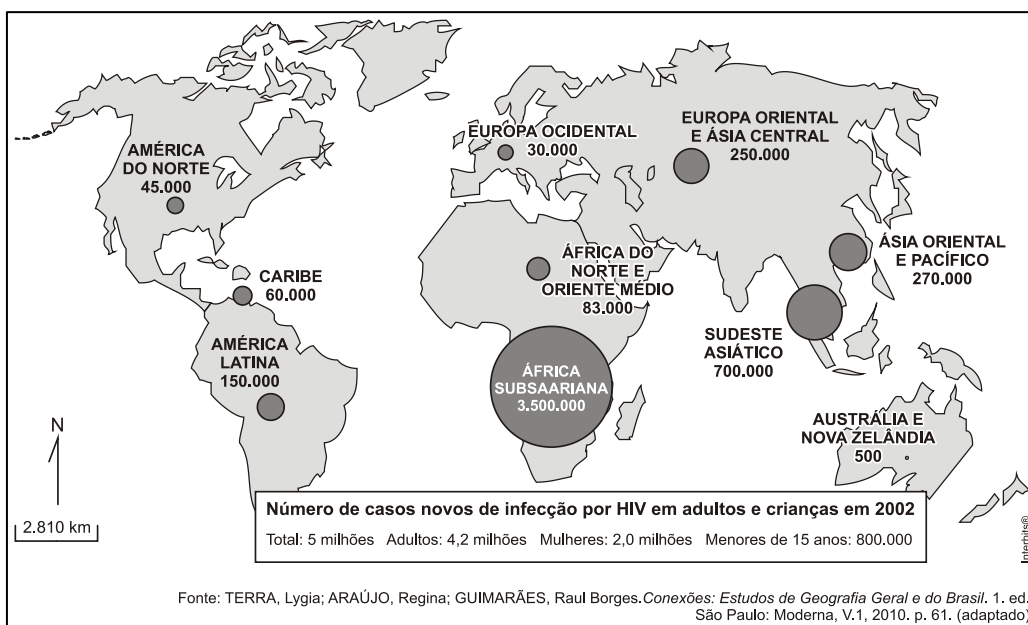 AMÉRICA
DO NORTE
45.000
CARIBE
60.000
AMÉRICA
LATINA
150.000
EUROPA OCIDENTAL
30.000
EUROPA ORIENTAL
E ÁSIA CENTRAL
250.000
ÁFRICA DO
NORTE E
ORIENTE MÉDIO
83.000
ÁSIA ORIENTAL
E PACÍFICO
270.000
SUDESTE
ASIÁTICO
700.000
ÁFRICA
SUBSAARIANA
3.500.000
AUSTRÁLIA E
NOVA ZELÂNDIA
500
N
2.810 km
Número de casos novos de infecção por HIV em adultos e crianças em 2002
Total: 5 milhões Adultos: 4,2 milhões Mulheres: 2,0 milhões Menores de 15 anos: 800.000
Interbits®
Fonte: TERRA, Lygia; ARAÚJO, Regina; GUIMARÃES, Raul Borges.Conexões: Estudos de Geografia Geral e do Brasil. 1. ed.
São Paulo: Moderna, V.1, 2010. p. 61. (adaptado)